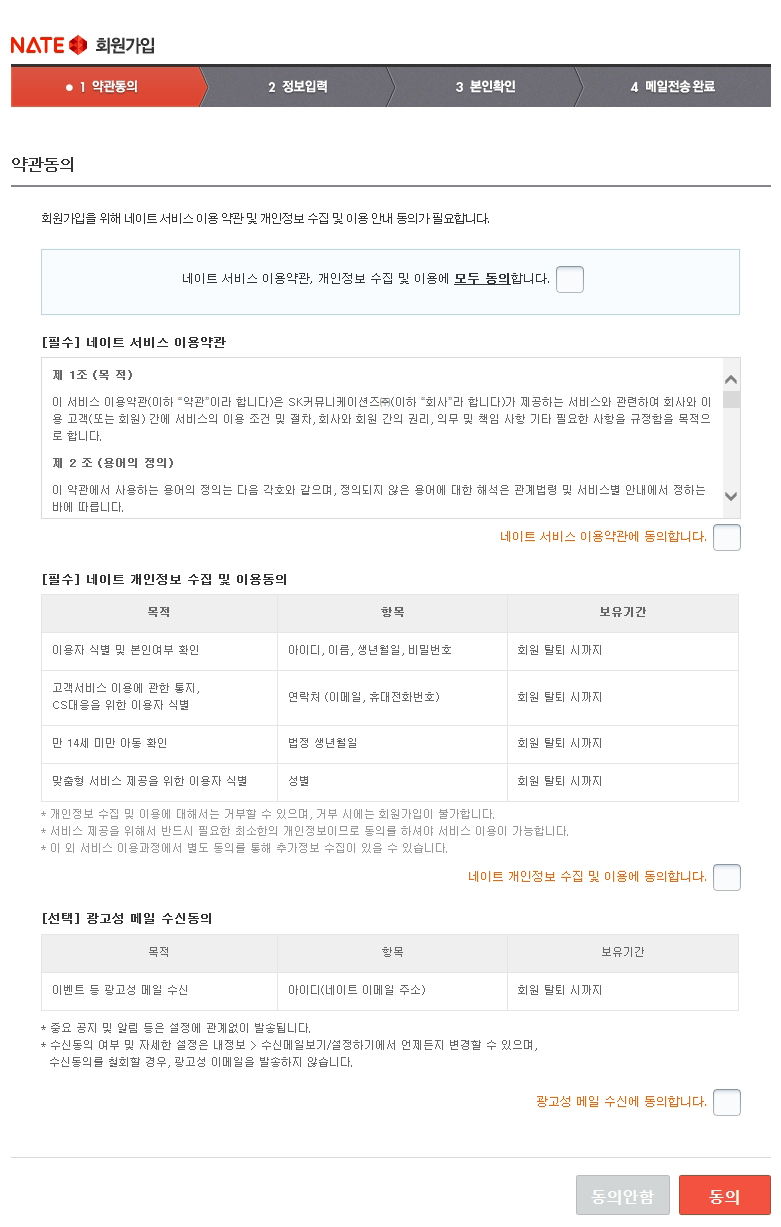 NATE 회원가입
1 약관동의 2 정보입력 3 본인확인 4 메일전송 완료
약관동의
회원가입을 위해 네이트 서비스 이용 약관 및 개인정보 수집 및 이용 안내 동의가 필요합니다.
네이트 서비스 이용약관, 개인정보 수집 및 이용에 모두 동의합니다.
[필수] 네이트 서비스 이용약관
제 1조 (목 적)
이 서비스 이용약관(이하 “약관”이라 합니다)은 SK커뮤니케이션즈㈜(이하 “회사”라 합니다)가 제공하는 서비스와 관련하여 회사와 이
용 고객(또는 회원) 간에 서비스의 이용 조건 및 절차, 회사와 회원 간의 권리, 의무 및 책임 사항 기타 필요한 사항을 규정함을 목적으
로 합니다.
제 2 조 (용어의 정의)
이 약관에서 사용하는 용어의 정의는 다음 각호와 같으며, 정의되지 않은 용어에 대한 해석은 관계법령 및 서비스별 안내에서 정하는
바에 따릅니다.
네이트 서비스 이용약관에 동의합니다.
[필수] 네이트 개인정보 수집 및 이용동의
목적 항목 보유기간
이용자 식별 및 본인여부 확인 아이디, 이름, 생년월일, 비밀번호 회원 탈퇴 시까지
고객서비스 이용에 관한 통지,
CS대응을 위한 이용자 식별 연락처 (이메일, 휴대전화번호) 회원 탈퇴 시까지
만 14세 미만 아동 확인 법정 생년월일 회원 탈퇴 시까지
맞춤형 서비스 제공을 위한 이용자 식별 성별 회원 탈퇴 시까지
* 개인정보 수집 및 이용에 대해서는 거부할 수 있으며, 거부 시에는 회원가입이 불가합니다.
* 서비스 제공을 위해서 반드시 필요한 최소한의 개인정보이므로 동의를 하셔야 서비스 이용이 가능합니다.
* 이 외 서비스 이용과정에서 별도 동의를 통해 추가정보 수집이 있을 수 있습니다.
네이트 개인정보 수집 및 이용에 동의합니다.
[선택] 광고성 메일 수신동의
목적 항목 보유기간
이벤트 등 광고성 메일 수신 아이디(네이트 이메일 주소) 회원 탈퇴 시까지
* 중요 공지 및 알림 등은 설정에 관계없이 발송됩니다.
* 수신동의 여부 및 자세한 설정은 내정보 > 수신메일보기/설정하기에서 언제든지 변경할 수 있으며,
수신동의를 철회할 경우, 광고성 이메일을 발송하지 않습니다.
광고성 메일 수신에 동의합니다.
동의안함 동의